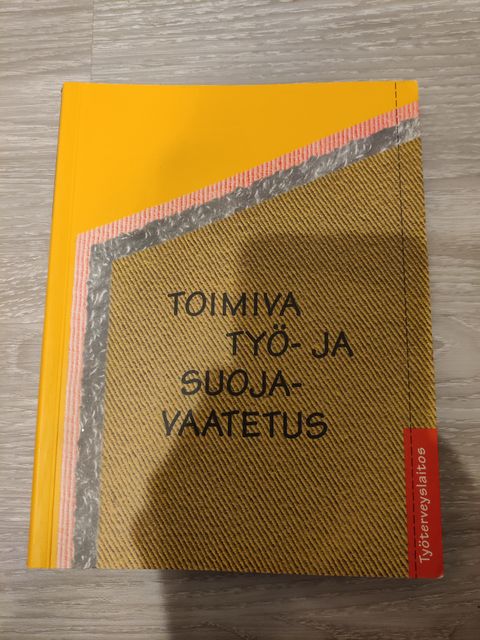 TOIMIVA
TYÖ- JA
SUOJA-
VAATETUS
Työterveyslaitos